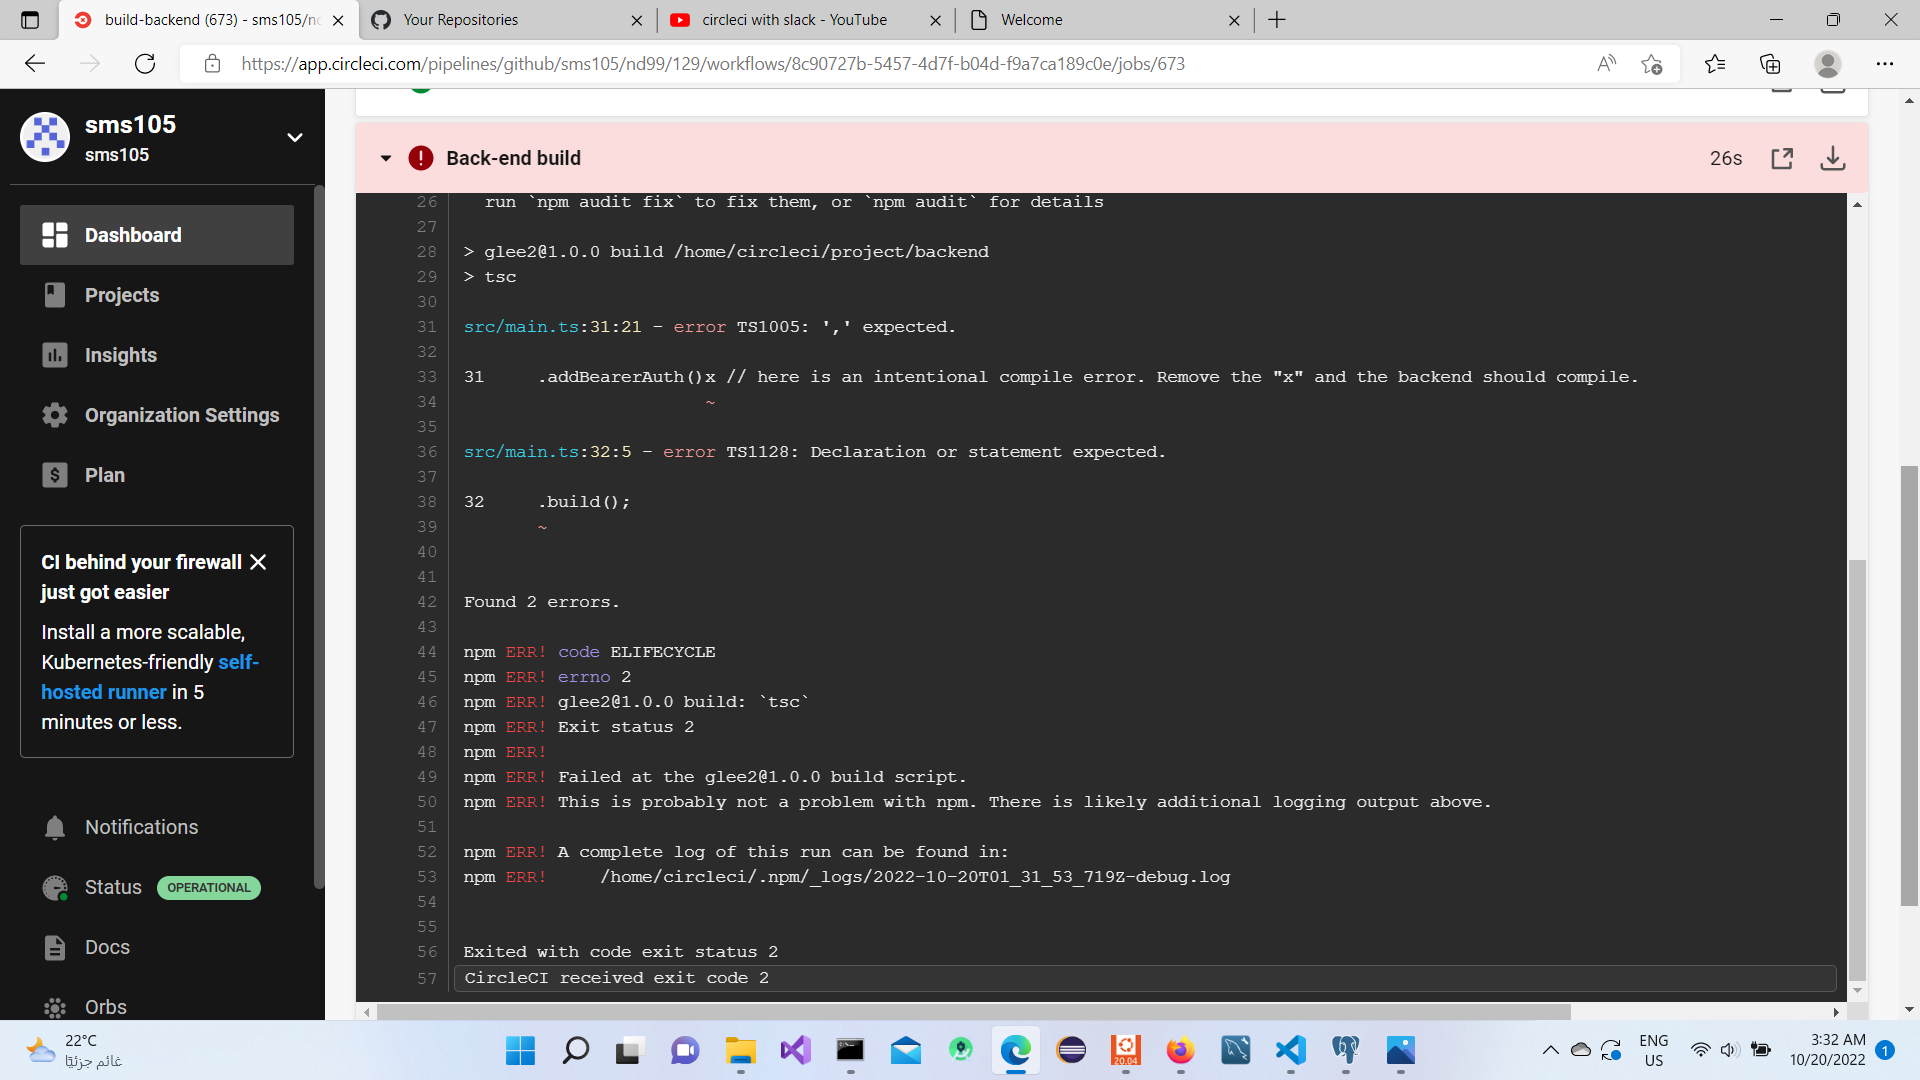 build-backend (673) - sms105/nd
Your Repositories
circleci with slack - YouTube
Welcome
https://app.circleci.com/pipelines/github/sms105/nd99/129/workflows/8c90727b-5457-4d7f-b04d-f9a7ca189c0e/jobs/673
sms105
sms105
Dashboard
Projects
Insights
Organization Settings
Plan
CI behind your firewall
just got easier
Install a more scalable,
Kubernetes-friendly self-
hosted runner in 5
minutes or less.
Notifications
Status OPERATIONAL
Docs
Orbs
Back-end build
26s
26 run `npm audit fix` to fix them, or `npm audit` for details
27
28 > glee2@1.0.0 build /home/circleci/project/backend
29 > tsc
30
31 src/main.ts:31:21 - error TS1005: ',' expected.
32
33 31     .addBearerAuth()x // here is an intentional compile error. Remove the "x" and the backend should compile.
34 ~
35
36 src/main.ts:32:5 - error TS1128: Declaration or statement expected.
37
38 32     .build();
39 ~
40
41
42 Found 2 errors.
43
44 npm ERR! code ELIFECYCLE
45 npm ERR! errno 2
46 npm ERR! glee2@1.0.0 build: `tsc`
47 npm ERR! Exit status 2
48 npm ERR!
49 npm ERR! Failed at the glee2@1.0.0 build script.
50 npm ERR! This is probably not a problem with npm. There is likely additional logging output above.
51
52 npm ERR! A complete log of this run can be found in:
53 npm ERR!     /home/circleci/.npm/_logs/2022-10-20T01_31_53_719Z-debug.log
54
55
56 Exited with code exit status 2
57 CircleCI received exit code 2
22°C
غائم جزئيًا
20.04
ENG
US
3:32 AM
10/20/2022
1